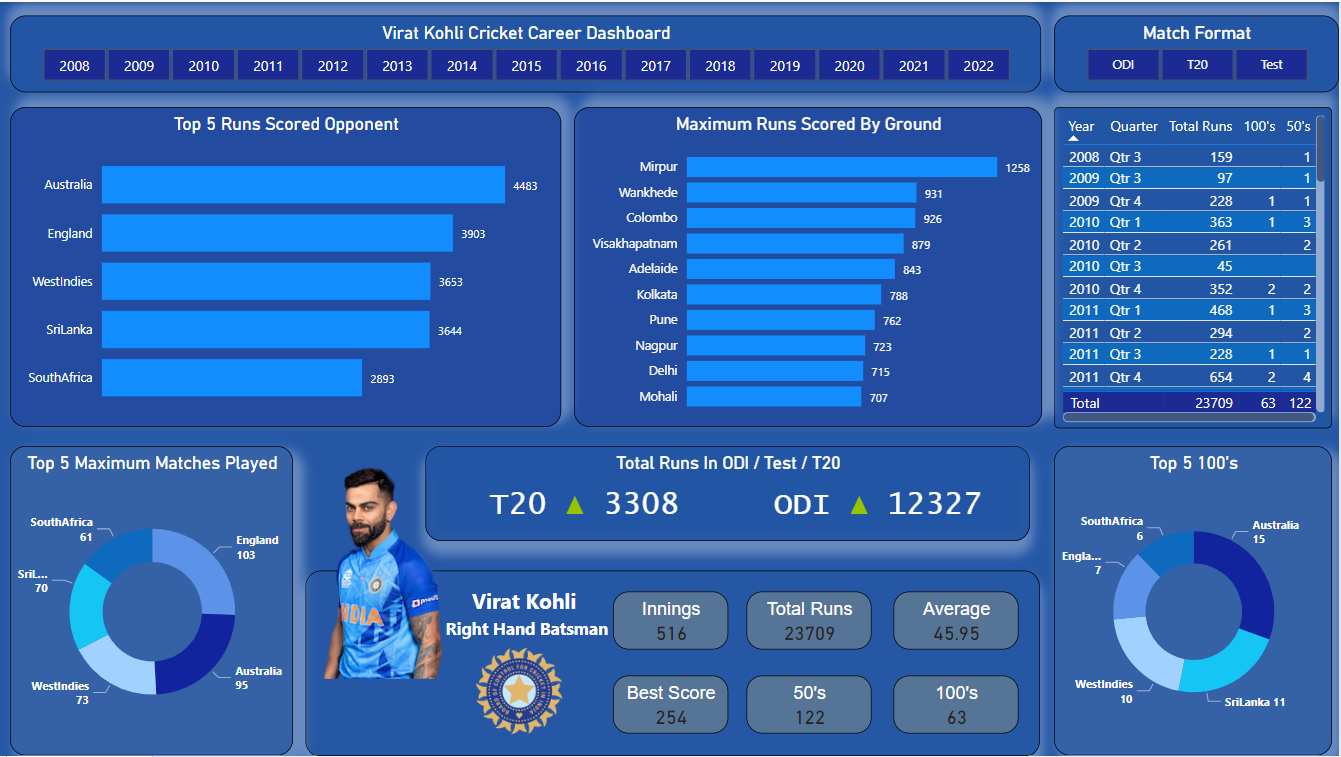 Virat Kohli Cricket Career Dashboard
2008 2009 2010 2011 2012 2013 2014 2015 2016 2017 2018 2019 2020 2021 2022
Match Format
ODI T20 Test
Top 5 Runs Scored Opponent
Australia 4483
England 3903
WestIndies 3653
SriLanka 3644
SouthAfrica 2893
Maximum Runs Scored By Ground
Mirpur 1258
Wankhede 931
Colombo 926
Visakhapatnam 879
Adelaide 843
Kolkata 788
Pune 762
Nagpur 723
Delhi 715
Mohali 707
Year Quarter Total Runs 100's 50's
2008 Qtr 3 159 1
2009 Qtr 3 97 1
2009 Qtr 4 228 1 1
2010 Qtr 1 363 1 3
2010 Qtr 2 261 2
2010 Qtr 3 45
2010 Qtr 4 352 2 2
2011 Qtr 1 468 1 3
2011 Qtr 2 294 2
2011 Qtr 3 228 1 1
2011 Qtr 4 654 2 4
Total 23709 63 122
Top 5 Maximum Matches Played
SouthAfrica
61
England
103
SriL...
70
Australia
95
WestIndies
73
Total Runs In ODI / Test / T20
T20 ▲ 3308 ODI ▲ 12327
INDIA
Virat Kohli
Right Hand Batsman
Innings
516
Total Runs
23709
Average
45.95
Best Score
254
50's
122
100's
63
Top 5 100's
SouthAfrica
6
Australia
15
Engla...
7
WestIndies
10
SriLanka 11